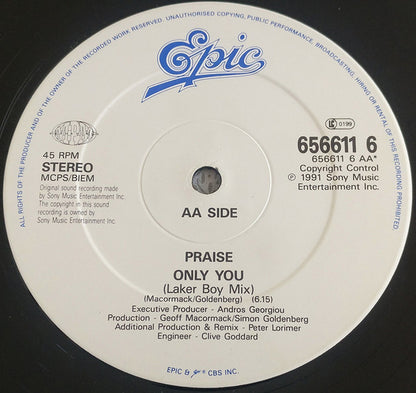 ALL RIGHTS OF THE PRODUCER AND OF THE OWNER OF THE RECORDED WORK RESERVED. UNAUTHORISED COPYING, PUBLIC PERFORMANCE, BROADCASTING, HIRING OR RENTAL OF THIS RECORDING PROHIBITED.
Epic
45 RPM
STEREO
MCPS/BIEM
Original sound recording made
by Sony Music Entertainment Inc.
The copyright in this sound
recording is owned by
Sony Music Entertainment Inc.
LC 0199
656611 6
656611 6 AA*
Copyright Control
℗ 1991 Sony Music
Entertainment Inc.
AA SIDE
PRAISE
ONLY YOU
(Laker Boy Mix)
(Macormack/Goldenberg) (6.15)
Executive Producer - Andros Georgiou
Production - Geoff Macormack/Simon Goldenberg
Additional Production & Remix - Peter Lorimer
Engineer - Clive Goddard
EPIC & CBS INC.